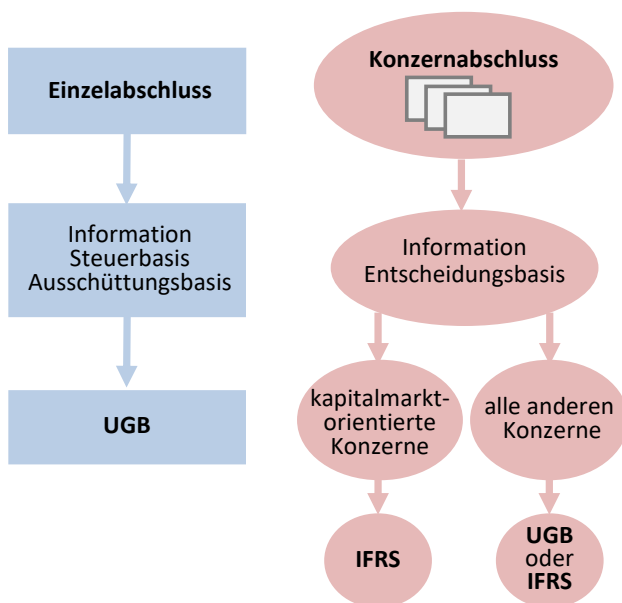 Einzelabschluss
Information
Steuerbasis
Ausschüttungsbasis
UGB
Konzernabschluss
Information
Entscheidungsbasis
kapitalmarkt-
orientierte
Konzerne
alle anderen
Konzerne
IFRS
UGB
oder
IFRS